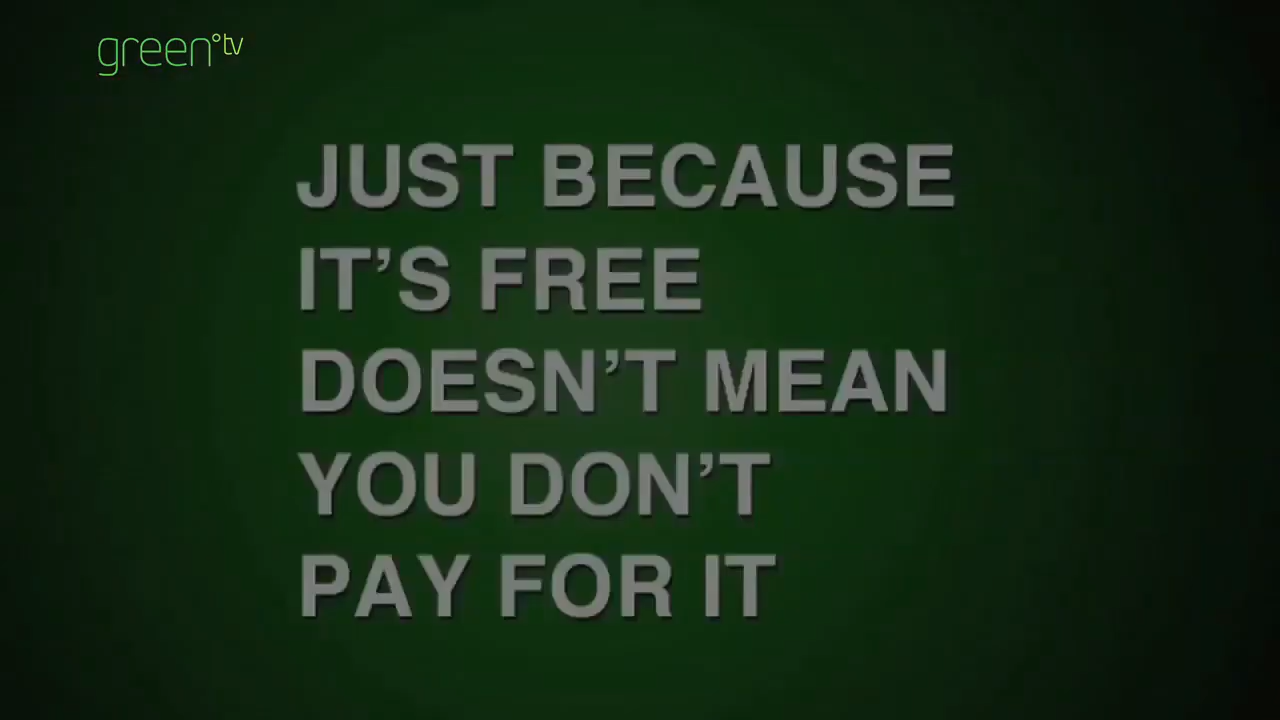 green°tv
JUST BECAUSE
IT’S FREE
DOESN’T MEAN
YOU DON’T
PAY FOR IT